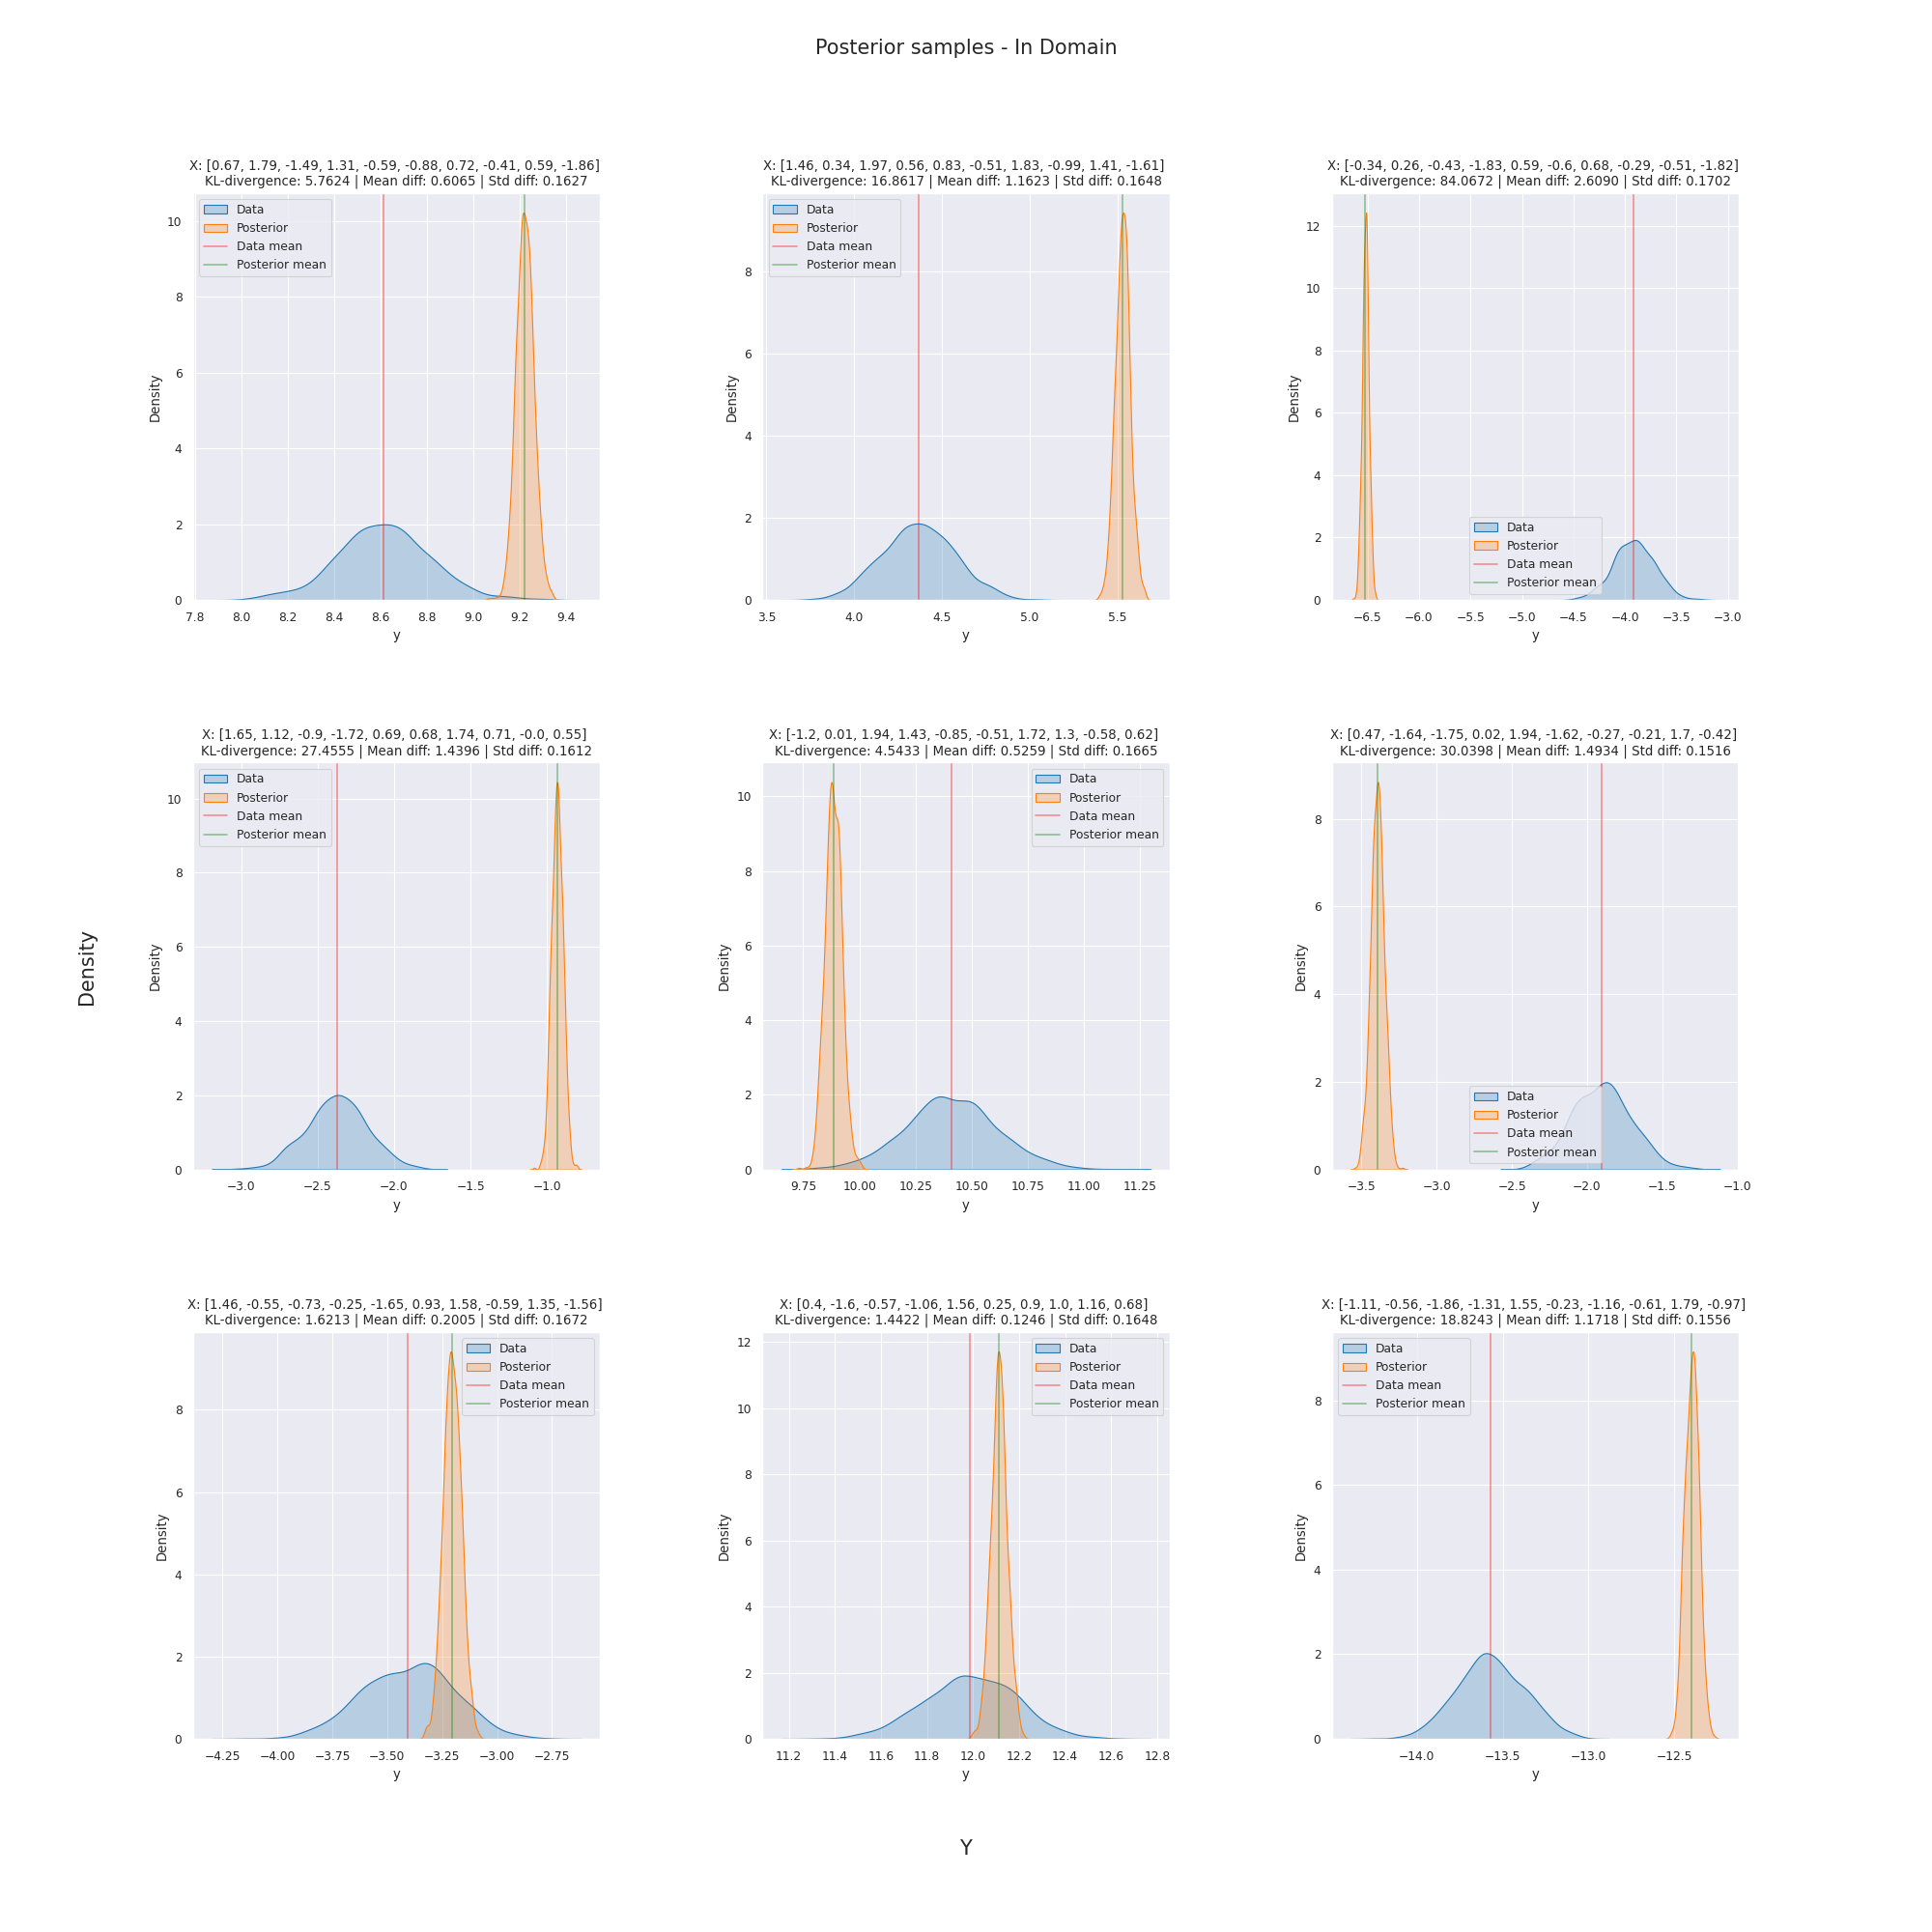 Posterior samples - In Domain
X: [0.67, 1.79, -1.49, 1.31, -0.59, -0.88, 0.72, -0.41, 0.59, -1.86]
KL-divergence: 5.7624 | Mean diff: 0.6065 | Std diff: 0.1627
Data
Posterior
Data mean
Posterior mean
10
8
6
4
2
0
Density
7.8 8.0 8.2 8.4 8.6 8.8 9.0 9.2 9.4
y
X: [1.46, 0.34, 1.97, 0.56, 0.83, -0.51, 1.83, -0.99, 1.41, -1.61]
KL-divergence: 16.8617 | Mean diff: 1.1623 | Std diff: 0.1648
Data
Posterior
Data mean
Posterior mean
8
6
4
2
0
Density
3.5 4.0 4.5 5.0 5.5
y
X: [-0.34, 0.26, -0.43, -1.83, 0.59, -0.6, 0.68, -0.29, -0.51, -1.82]
KL-divergence: 84.0672 | Mean diff: 2.6090 | Std diff: 0.1702
12
10
8
6
4
2
0
Density
Data
Posterior
Data mean
Posterior mean
−6.5 −6.0 −5.5 −5.0 −4.5 −4.0 −3.5 −3.0
y
X: [1.65, 1.12, -0.9, -1.72, 0.69, 0.68, 1.74, 0.71, -0.0, 0.55]
KL-divergence: 27.4555 | Mean diff: 1.4396 | Std diff: 0.1612
Data
Posterior
Data mean
Posterior mean
10
8
6
4
2
0
Density
−3.0 −2.5 −2.0 −1.5 −1.0
y
X: [-1.2, 0.01, 1.94, 1.43, -0.85, -0.51, 1.72, 1.3, -0.58, 0.62]
KL-divergence: 4.5433 | Mean diff: 0.5259 | Std diff: 0.1665
Data
Posterior
Data mean
Posterior mean
10
8
6
4
2
0
Density
9.75 10.00 10.25 10.50 10.75 11.00 11.25
y
X: [0.47, -1.64, -1.75, 0.02, 1.94, -1.62, -0.27, -0.21, 1.7, -0.42]
KL-divergence: 30.0398 | Mean diff: 1.4934 | Std diff: 0.1516
8
6
4
2
0
Density
Data
Posterior
Data mean
Posterior mean
−3.5 −3.0 −2.5 −2.0 −1.5 −1.0
y
Density
X: [1.46, -0.55, -0.73, -0.25, -1.65, 0.93, 1.58, -0.59, 1.35, -1.56]
KL-divergence: 1.6213 | Mean diff: 0.2005 | Std diff: 0.1672
Data
Posterior
Data mean
Posterior mean
8
6
4
2
0
Density
−4.25 −4.00 −3.75 −3.50 −3.25 −3.00 −2.75
y
X: [0.4, -1.6, -0.57, -1.06, 1.56, 0.25, 0.9, 1.0, 1.16, 0.68]
KL-divergence: 1.4422 | Mean diff: 0.1246 | Std diff: 0.1648
Data
Posterior
Data mean
Posterior mean
12
10
8
6
4
2
0
Density
11.2 11.4 11.6 11.8 12.0 12.2 12.4 12.6 12.8
y
X: [-1.11, -0.56, -1.86, -1.31, 1.55, -0.23, -1.16, -0.61, 1.79, -0.97]
KL-divergence: 18.8243 | Mean diff: 1.1718 | Std diff: 0.1556
Data
Posterior
Data mean
Posterior mean
8
6
4
2
0
Density
−14.0 −13.5 −13.0 −12.5
y
Y